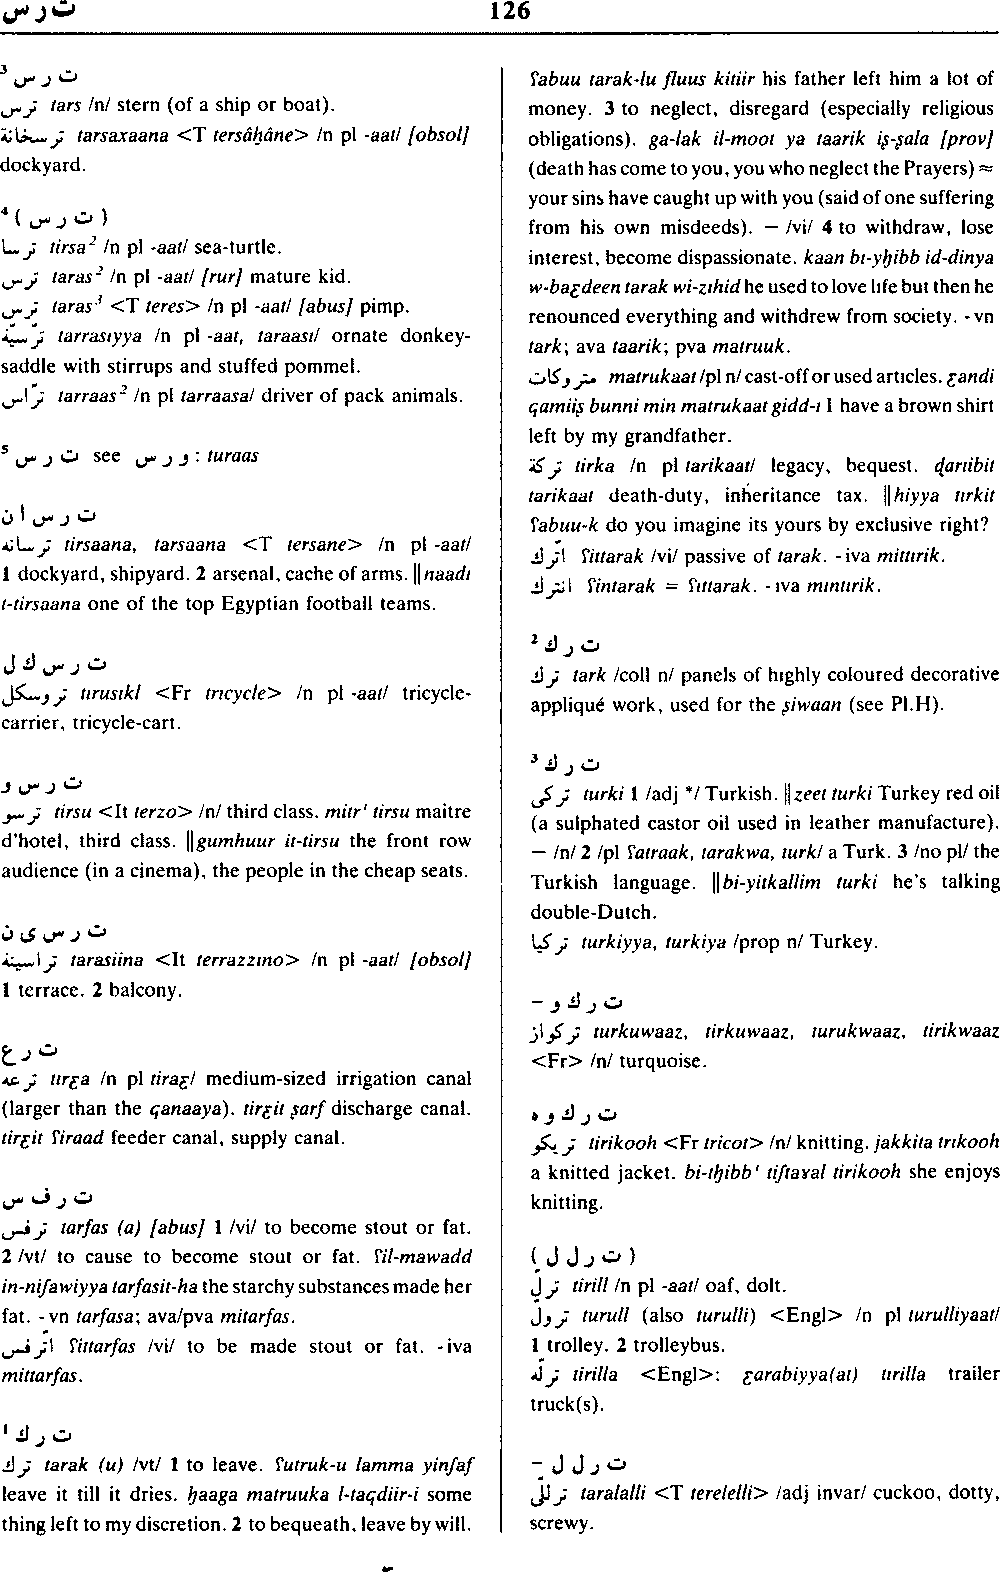 ت ر س
126
ت ر س ³
ترس tars /n/ stern (of a ship or boat).
ترسخانة tarsaxaana <T tersâḥâne> /n pl -aat/ [obsol]
dockyard.
( ت ر س ) ⁴
ترسا tirsa² /n pl -aat/ sea-turtle.
ترس taras² /n pl -aat/ [rur] mature kid.
ترس taras³ <T teres> /n pl -aat/ [abus] pimp.
ترسيّة tarrasiyya /n pl -aat, taraasi/ ornate donkey-
saddle with stirrups and stuffed pommel.
ترّاس tarraas² /n pl tarraasa/ driver of pack animals.
ت ر س ⁵ see و ر س : turaas
ت ر س ا ن
ترسانه tirsaana, tarsaana <T tersane> /n pl -aat/
1 dockyard, shipyard. 2 arsenal, cache of arms. ‖naadi
t-tirsaana one of the top Egyptian football teams.
ت ر س ك ل
تروسكل tirusikl <Fr tricycle> /n pl -aat/ tricycle-
carrier, tricycle-cart.
ت ر س و
ترسو tirsu <It terzo> /n/ third class. mitr' tirsu maitre
d'hotel, third class. ‖gumhuur it-tirsu the front row
audience (in a cinema), the people in the cheap seats.
ت ر س ى ن
تراسينة tarasiina <It terrazzino> /n pl -aat/ [obsol]
1 terrace. 2 balcony.
ت ر ع
ترعه tirƹa /n pl tiraƹ/ medium-sized irrigation canal
(larger than the qanaaya). tirƹit ṣarf discharge canal.
tirƹit ʕiraad feeder canal, supply canal.
ت ر ف س
ترفس tarfas (a) [abus] 1 /vi/ to become stout or fat.
2 /vt/ to cause to become stout or fat. ʕil-mawadd
in-nifawiyya tarfasit-ha the starchy substances made her
fat. -vn tarfasa; ava/pva mitarfas.
اترّفس ʕittarfas /vi/ to be made stout or fat. -iva
mittarfas.
ت ر ك ¹
ترك tarak (u) /vt/ 1 to leave. ʕutruk-u lamma yinfaf
leave it till it dries. ḥaaga matruuka l-taqdiir-i some
thing left to my discretion. 2 to bequeath, leave by will.
ʕabuu tarak-lu fluus kitiir his father left him a lot of
money. 3 to neglect, disregard (especially religious
obligations). ga-lak il-moot ya taarik iṣ-ṣala [prov]
(death has come to you, you who neglect the Prayers) ≈
your sins have caught up with you (said of one suffering
from his own misdeeds). — /vi/ 4 to withdraw, lose
interest, become dispassionate. kaan bi-yḥibb id-dinya
w-baƹdeen tarak wi-zihid he used to love life but then he
renounced everything and withdrew from society. -vn
tark; ava taarik; pva matruuk.
متروكات matrukaat /pl n/ cast-off or used articles. ƹandi
qamiiṣ bunni min matrukaat gidd-i I have a brown shirt
left by my grandfather.
تركة tirka /n pl tarikaat/ legacy, bequest. ḍariibit
tarikaat death-duty, inheritance tax. ‖hiyya tirkit
ʕabuu-k do you imagine its yours by exclusive right?
اترّك ʕittarak /vi/ passive of tarak. -iva mittirik.
انترك ʕintarak = ʕittarak. -iva mintirik.
ت ر ك ²
ترك tark /coll n/ panels of highly coloured decorative
appliqué work, used for the ṣiwaan (see Pl.H).
ت ر ك ³
تركى turki 1 /adj */ Turkish. ‖zeet turki Turkey red oil
(a sulphated castor oil used in leather manufacture).
— /n/ 2 /pl ʕatraak, tarakwa, turk/ a Turk. 3 /no pl/ the
Turkish language. ‖bi-yitkallim turki he's talking
double-Dutch.
تركيا turkiyya, turkiya /prop n/ Turkey.
ت ر ك و –
تركواز turkuwaaz, tirkuwaaz, turukwaaz, tirikwaaz
<Fr> /n/ turquoise.
ت ر ك و ه
تريكو tirikooh <Fr tricot> /n/ knitting. jakkita trikooh
a knitted jacket. bi-tḥibb' tiftaɣal tirikooh she enjoys
knitting.
( ت ر ل ل )
ترلّ tirill /n pl -aat/ oaf, dolt.
ترول turull (also turulli) <Engl> /n pl turulliyaat/
1 trolley. 2 trolleybus.
ترلّه tirilla <Engl>: ƹarabiyya(at) tirilla trailer
truck(s).
ت ر ل ل –
ترللى taralalli <T terelelli> /adj invar/ cuckoo, dotty,
screwy.